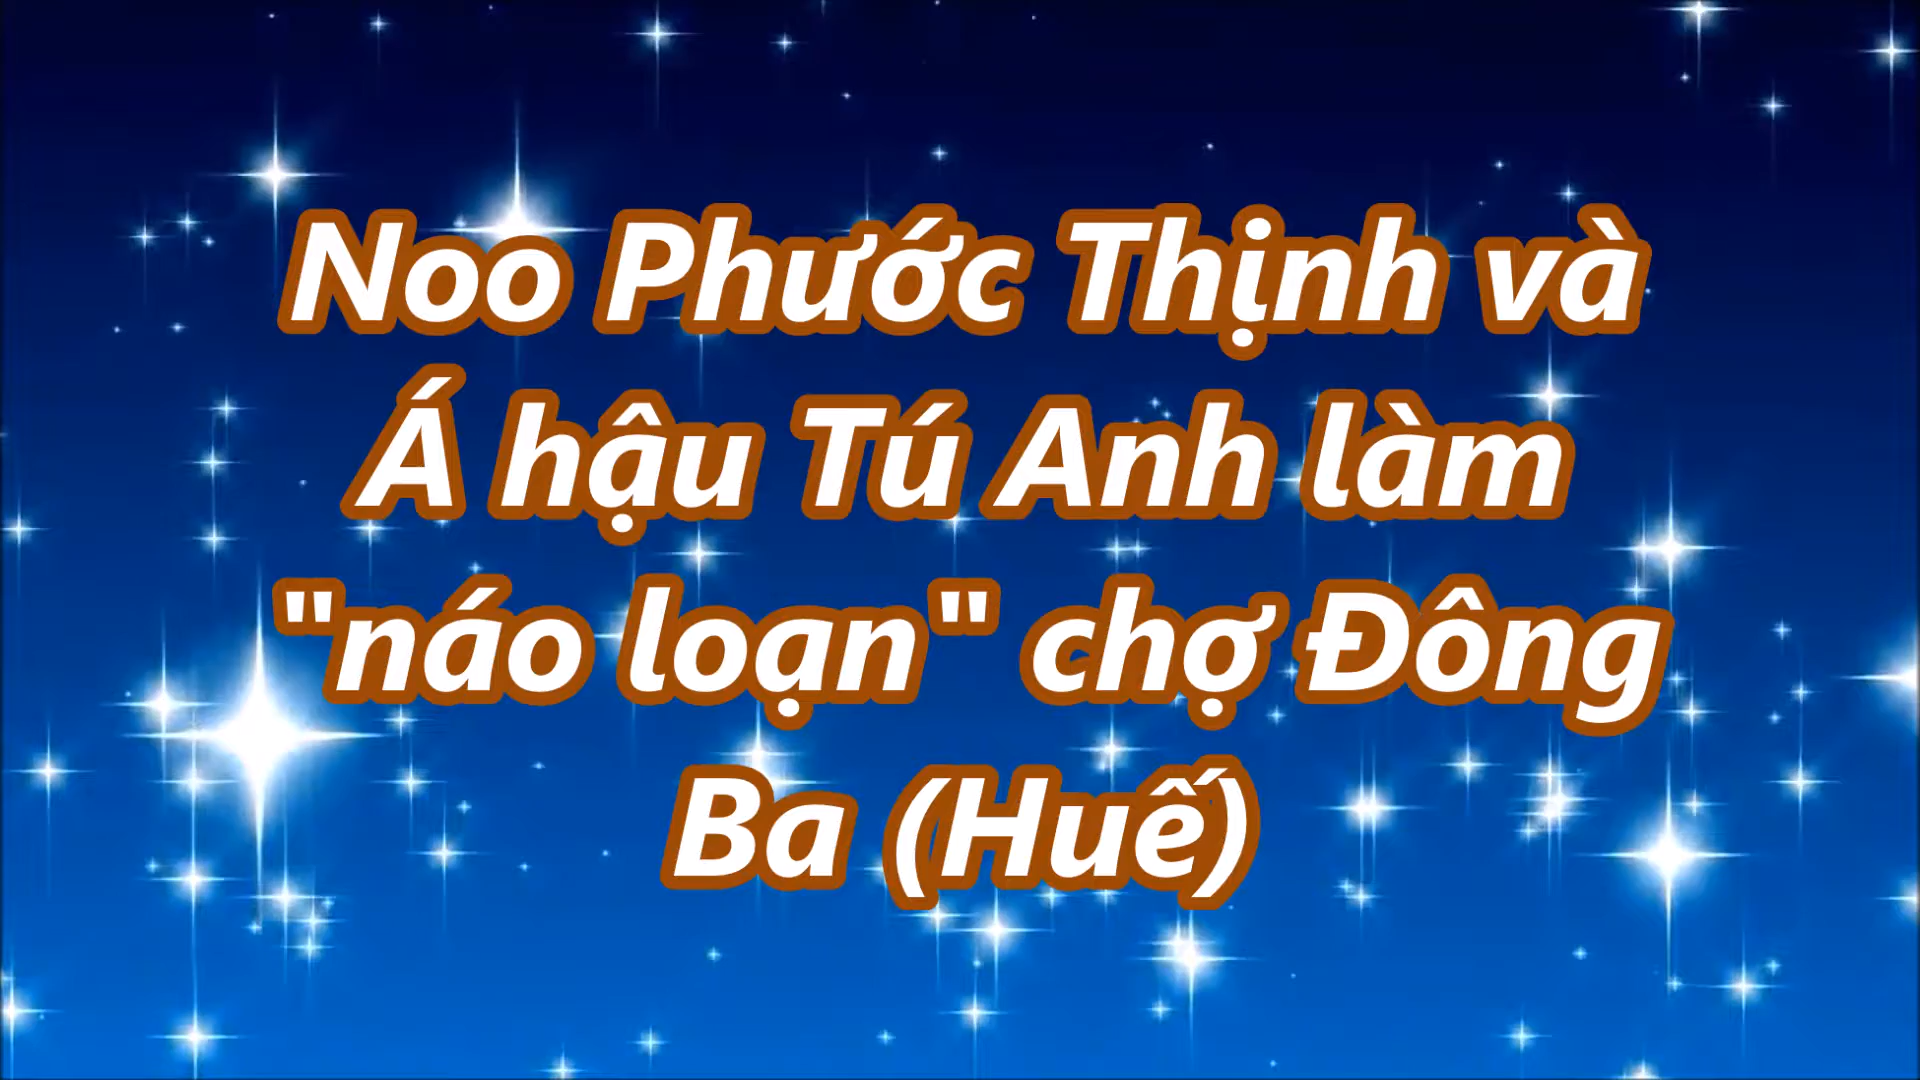 Noo Phước Thịnh và
Á hậu Tú Anh làm
"náo loạn" chợ Đông
Ba (Huế)